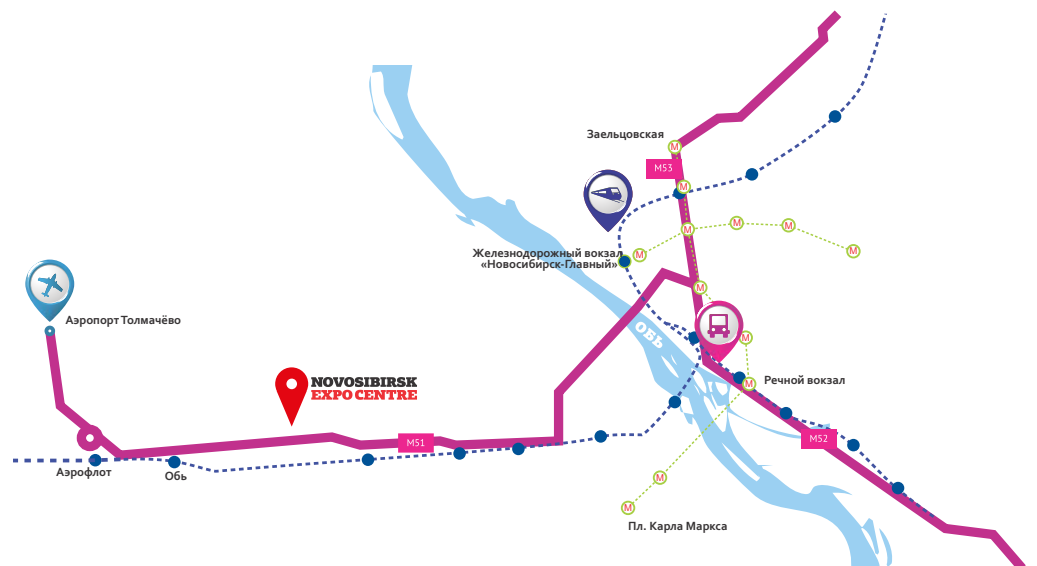 Заельцовская
M53
M
M
M
M
M
M
M
M
Железнодорожный вокзал
«Новосибирск-Главный»
M
Аэропорт Толмачёво
ОБЬ
M
NOVOSIBIRSK
EXPO CENTRE
Речной вокзал
M
M51
M52
Аэрофлот
Обь
M
M
Пл. Карла Маркса